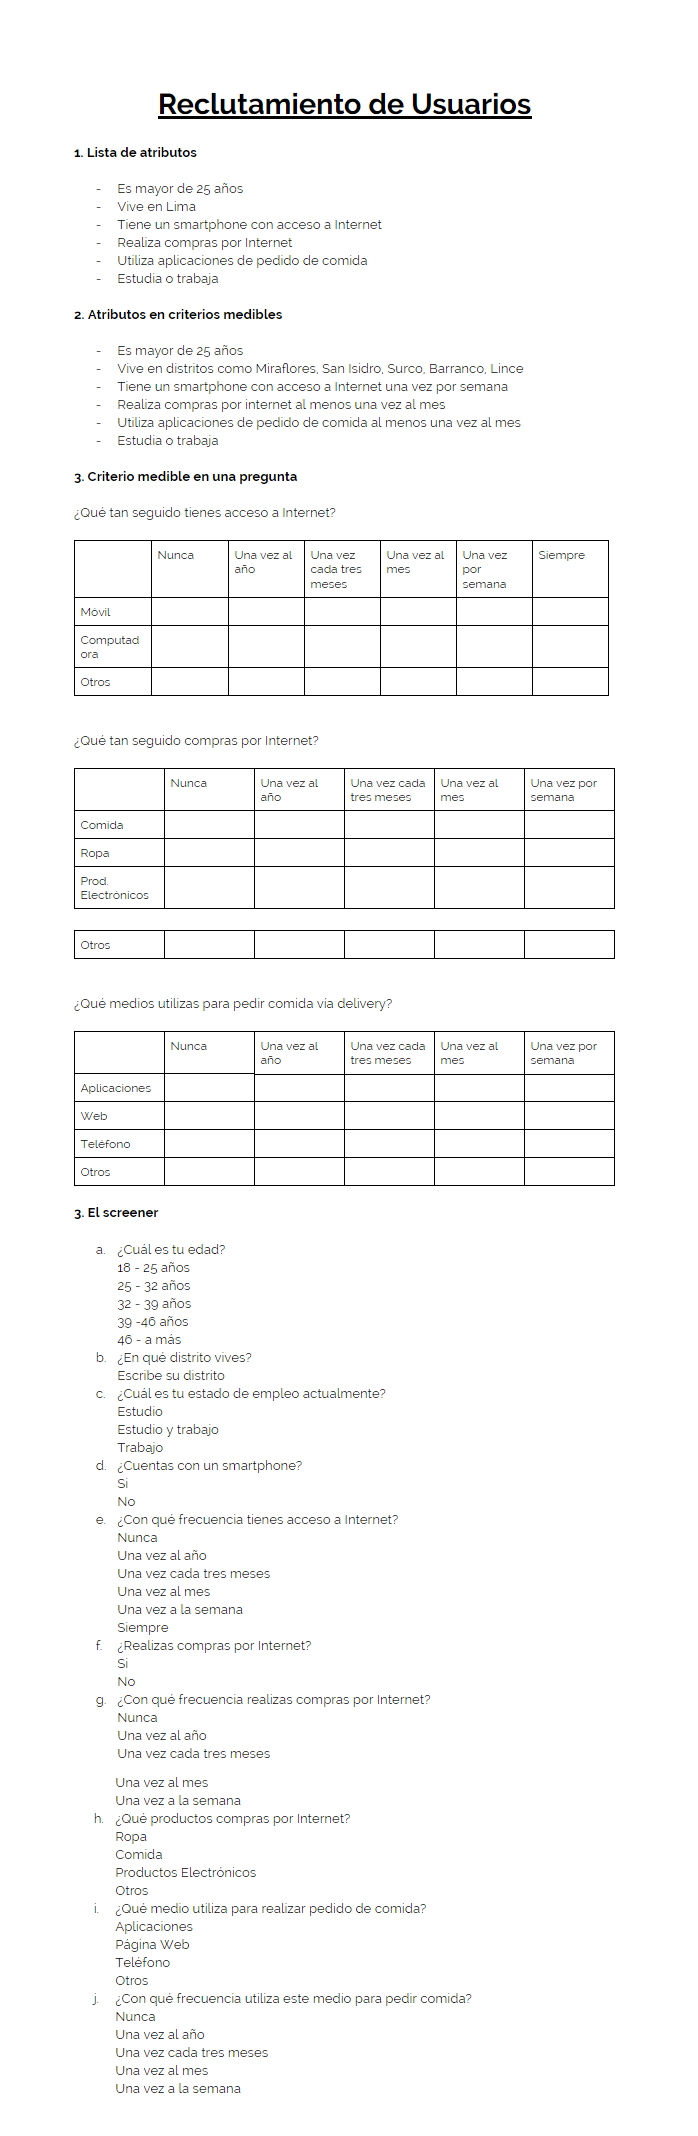 Reclutamiento de Usuarios
1. Lista de atributos
- Es mayor de 25 años
- Vive en Lima
- Tiene un smartphone con acceso a Internet
- Realiza compras por Internet
- Utiliza aplicaciones de pedido de comida
- Estudia o trabaja
2. Atributos en criterios medibles
- Es mayor de 25 años
- Vive en distritos como Miraflores, San Isidro, Surco, Barranco, Lince
- Tiene un smartphone con acceso a Internet una vez por semana
- Realiza compras por internet al menos una vez al mes
- Utiliza aplicaciones de pedido de comida al menos una vez al mes
- Estudia o trabaja
3. Criterio medible en una pregunta
¿Qué tan seguido tienes acceso a Internet?
Nunca
Una vez al
año
Una vez
cada tres
meses
Una vez al
mes
Una vez
por
semana
Siempre
Móvil
Computad
ora
Otros
¿Qué tan seguido compras por Internet?
Nunca
Una vez al
año
Una vez cada
tres meses
Una vez al
mes
Una vez por
semana
Comida
Ropa
Prod.
Electrónicos
Otros
¿Qué medios utilizas para pedir comida vía delivery?
Nunca
Una vez al
año
Una vez cada
tres meses
Una vez al
mes
Una vez por
semana
Aplicaciones
Web
Teléfono
Otros
3. El screener
a. ¿Cuál es tu edad?
18 - 25 años
25 - 32 años
32 - 39 años
39 -46 años
46 - a más
b. ¿En qué distrito vives?
Escribe su distrito
c. ¿Cuál es tu estado de empleo actualmente?
Estudio
Estudio y trabajo
Trabajo
d. ¿Cuentas con un smartphone?
Si
No
e. ¿Con qué frecuencia tienes acceso a Internet?
Nunca
Una vez al año
Una vez cada tres meses
Una vez al mes
Una vez a la semana
Siempre
f. ¿Realizas compras por Internet?
Si
No
g. ¿Con qué frecuencia realizas compras por Internet?
Nunca
Una vez al año
Una vez cada tres meses
Una vez al mes
Una vez a la semana
h. ¿Qué productos compras por Internet?
Ropa
Comida
Productos Electrónicos
Otros
i. ¿Qué medio utiliza para realizar pedido de comida?
Aplicaciones
Página Web
Teléfono
Otros
j. ¿Con qué frecuencia utiliza este medio para pedir comida?
Nunca
Una vez al año
Una vez cada tres meses
Una vez al mes
Una vez a la semana